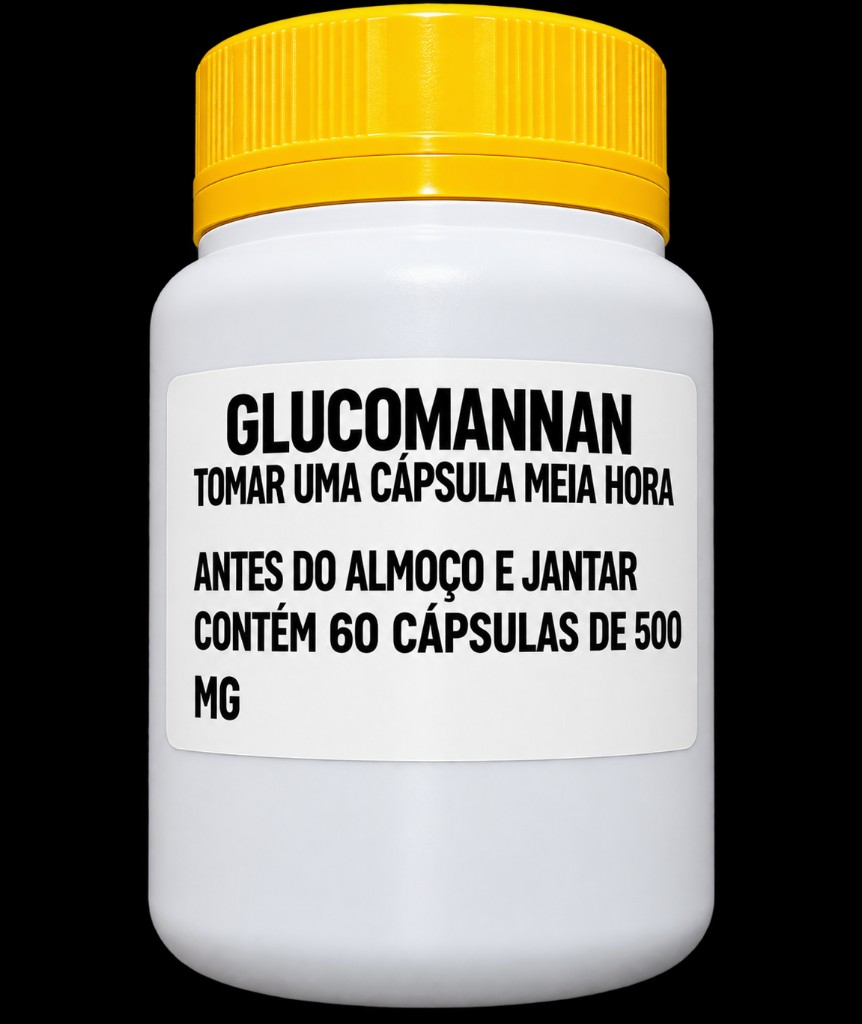 GLUCOMANNAN
TOMAR UMA CÁPSULA MEIA HORA
ANTES DO ALMOÇO E JANTAR
CONTÉM 60 CÁPSULAS DE 500
MG